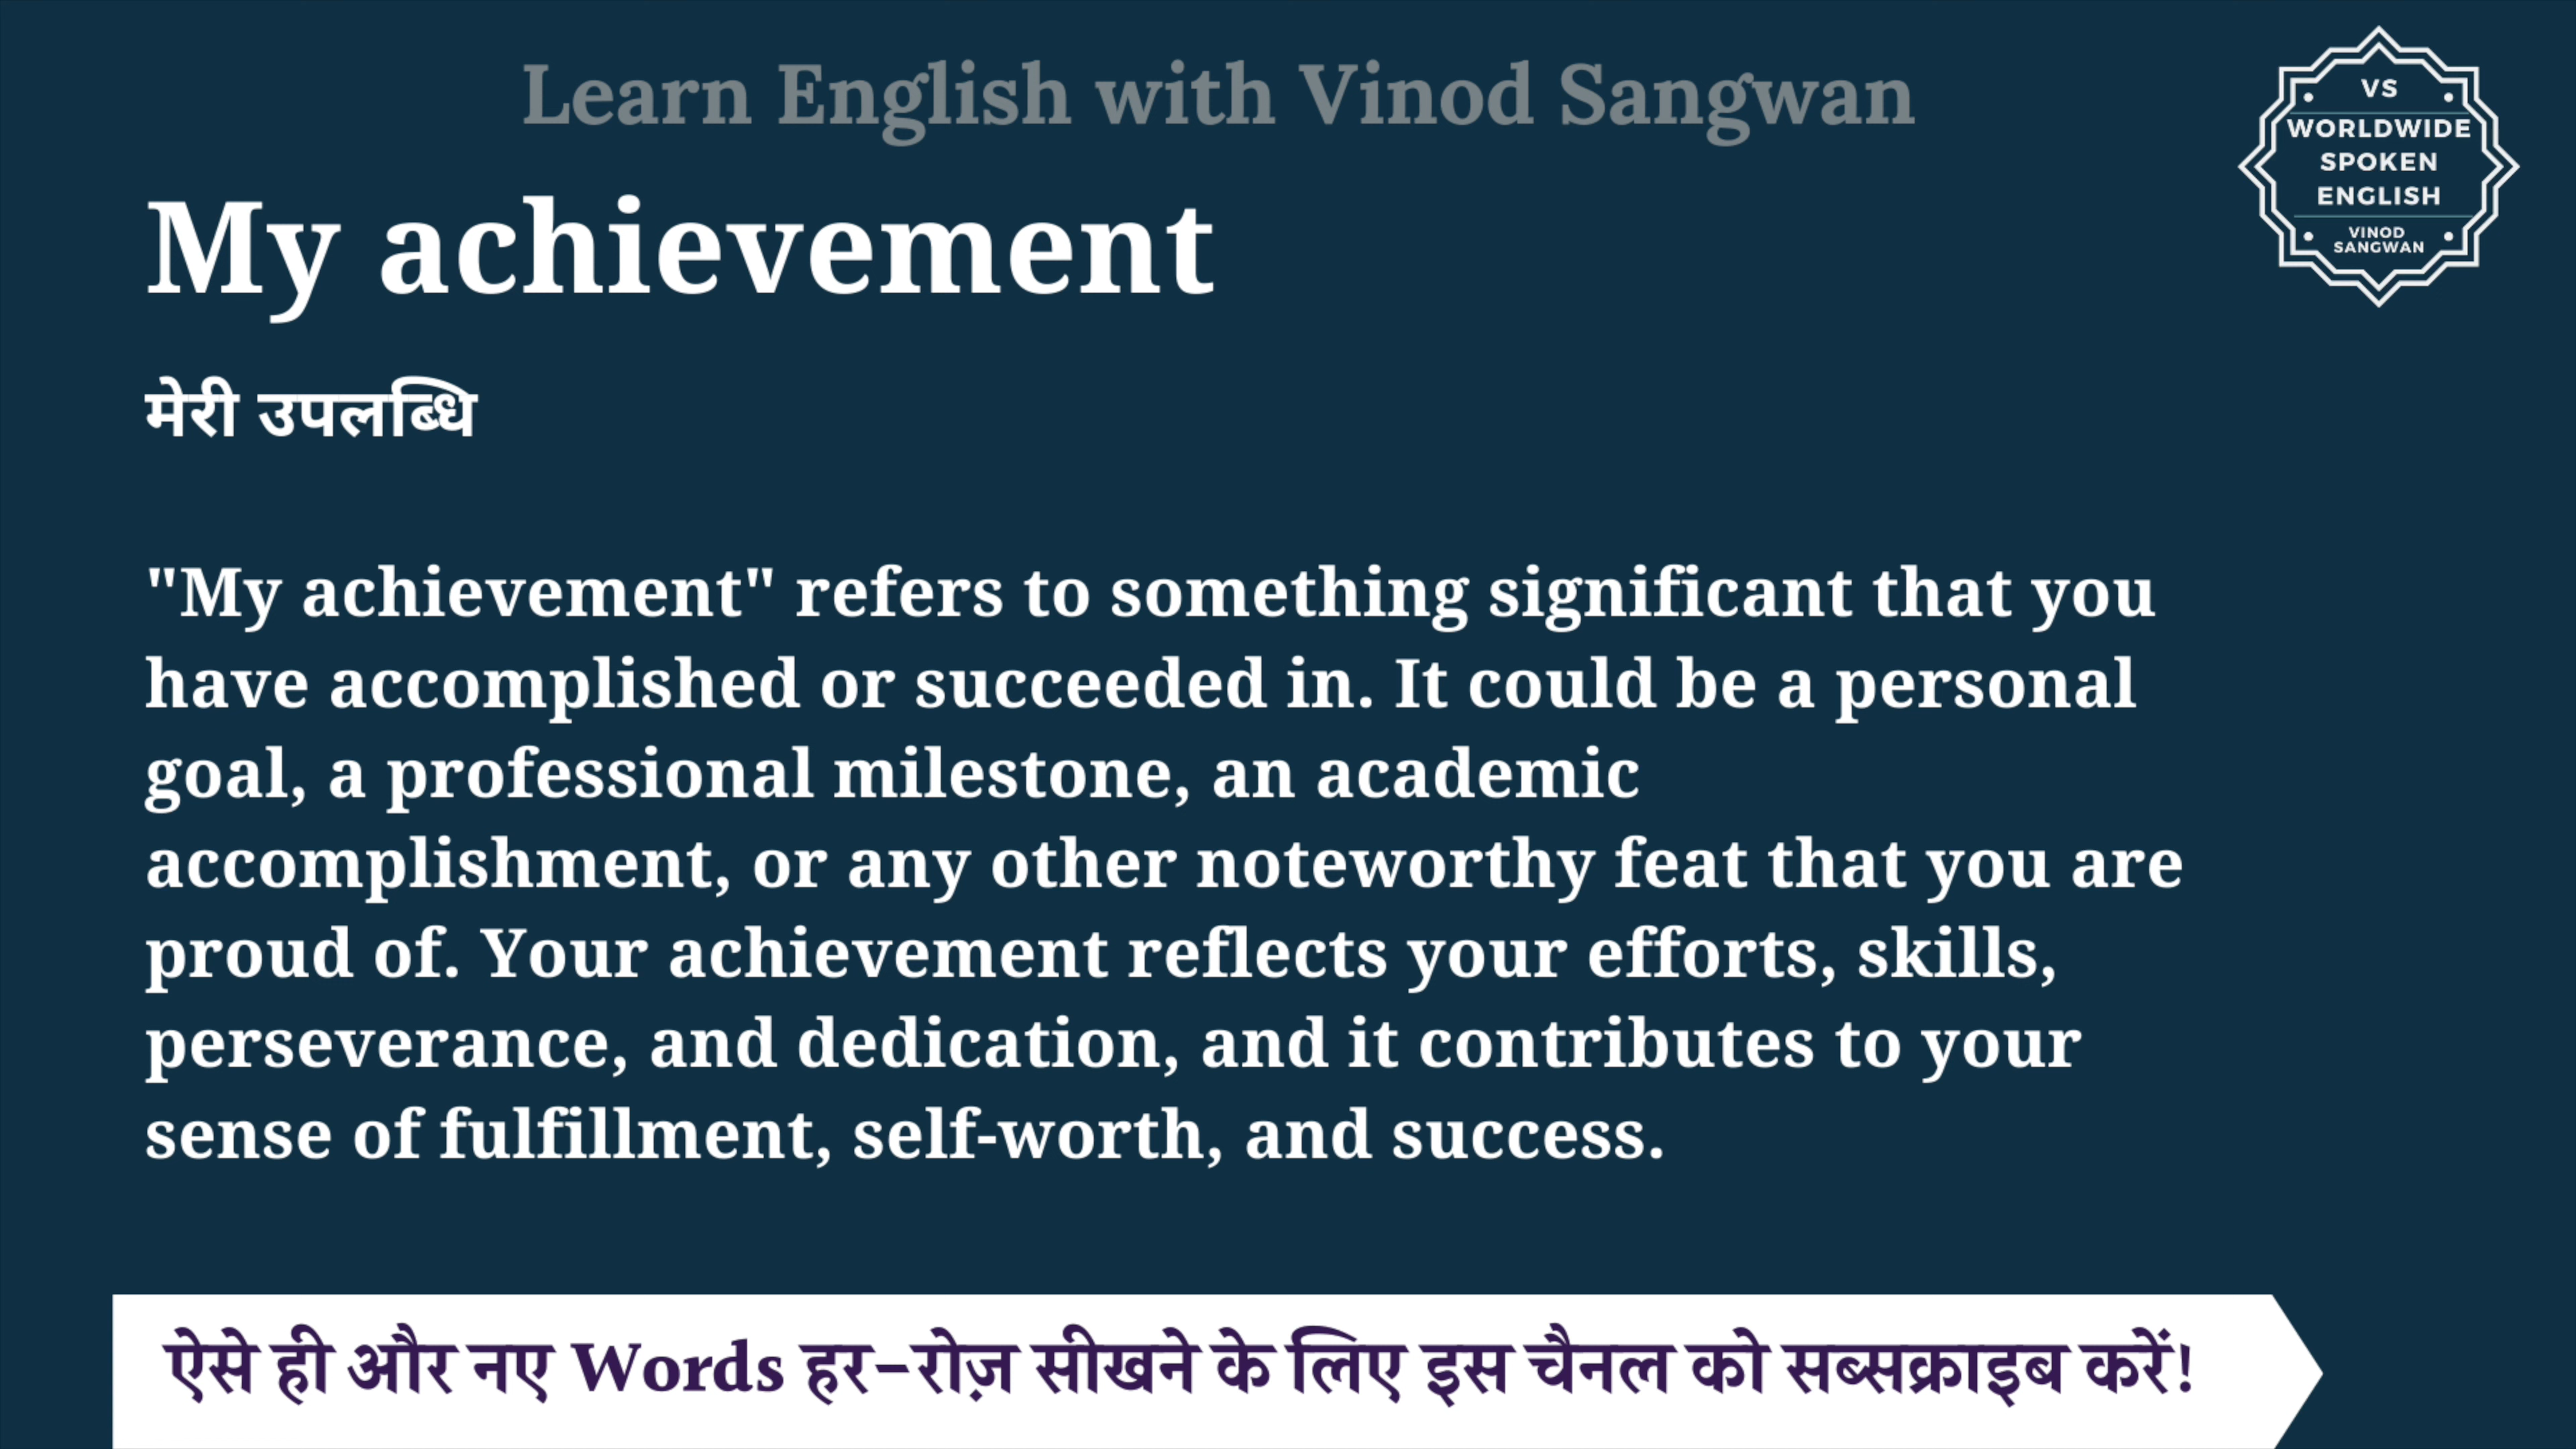 Learn English with Vinod Sangwan
VS
WORLDWIDE
SPOKEN
ENGLISH
VINOD
SANGWAN
My achievement
मेरी उपलब्धि
"My achievement" refers to something significant that you
have accomplished or succeeded in. It could be a personal
goal, a professional milestone, an academic
accomplishment, or any other noteworthy feat that you are
proud of. Your achievement reflects your efforts, skills,
perseverance, and dedication, and it contributes to your
sense of fulfillment, self-worth, and success.
ऐसे ही और नए Words हर-रोज़ सीखने के लिए इस चैनल को सब्सक्राइब करें!